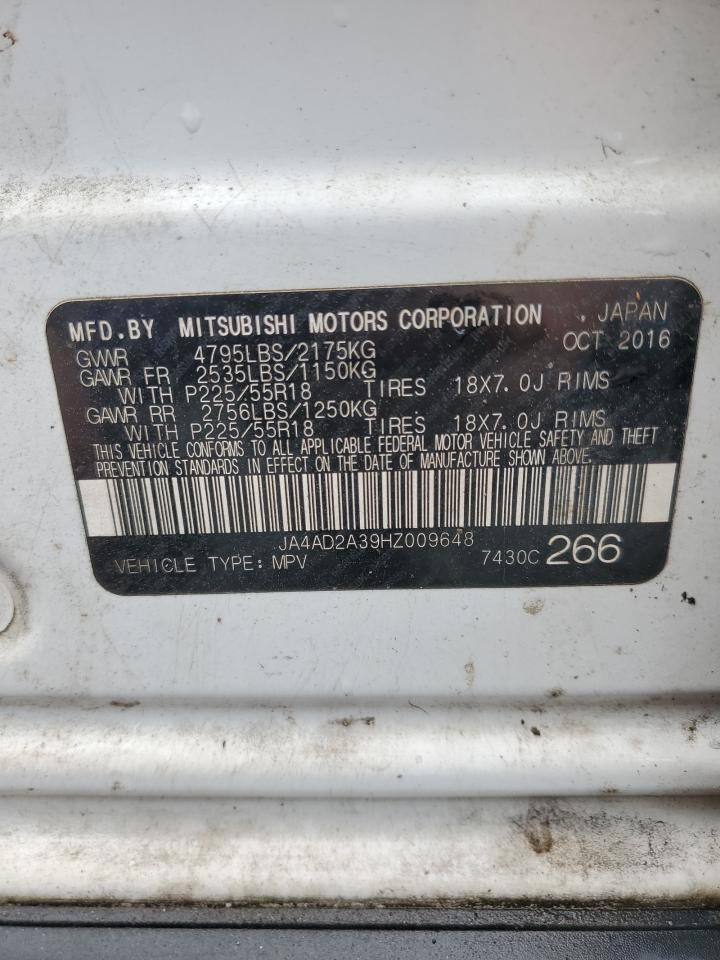 MFD.BY MITSUBISHI MOTORS CORPORATION . JAPAN
GVWR 4795LBS/2175KG OCT 2016
GAWR FR 2535LBS/1150KG
WITH P225/55R18 TIRES 18X7.0J RIMS
GAWR RR 2756LBS/1250KG
WITH P225/55R18 TIRES 18X7.0J RIMS
THIS VEHICLE CONFORMS TO ALL APPLICABLE FEDERAL MOTOR VEHICLE SAFETY AND THEFT
PREVENTION STANDARDS IN EFFECT ON THE DATE OF MANUFACTURE SHOWN ABOVE.
JA4AD2A39HZ009648
VEHICLE TYPE: MPV 7430C 266